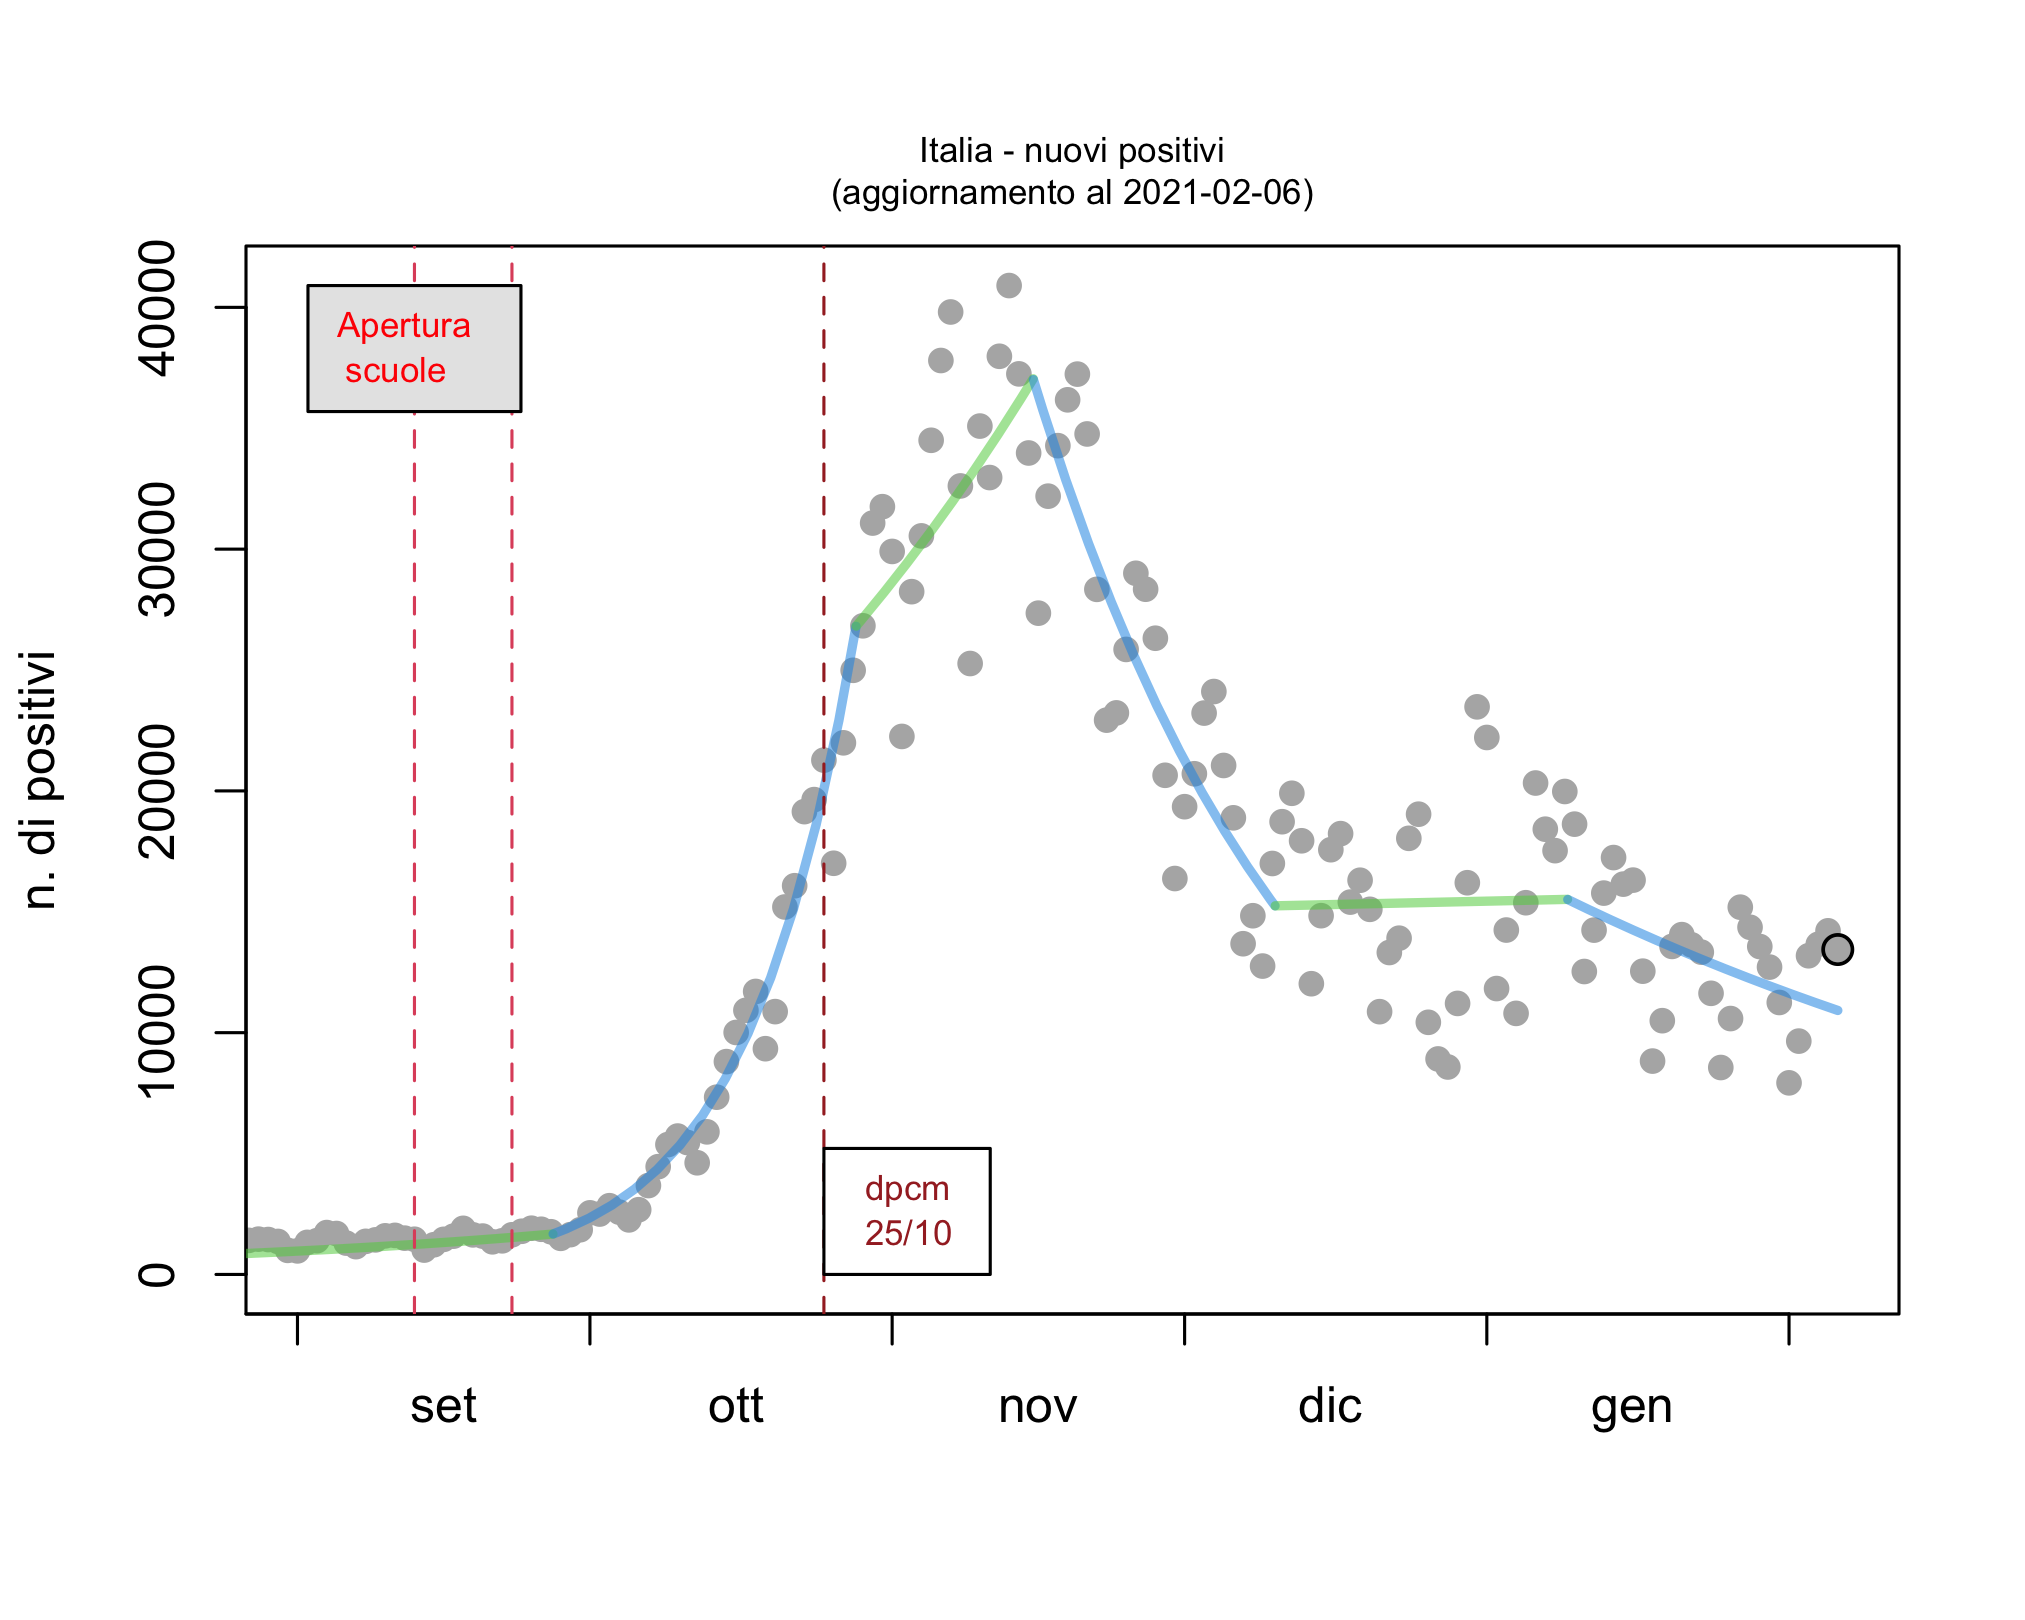 Italia - nuovi positivi
(aggiornamento al 2021-02-06)
n. di positivi
40000
30000
20000
10000
0
Apertura
scuole
dpcm
25/10
set
ott
nov
dic
gen